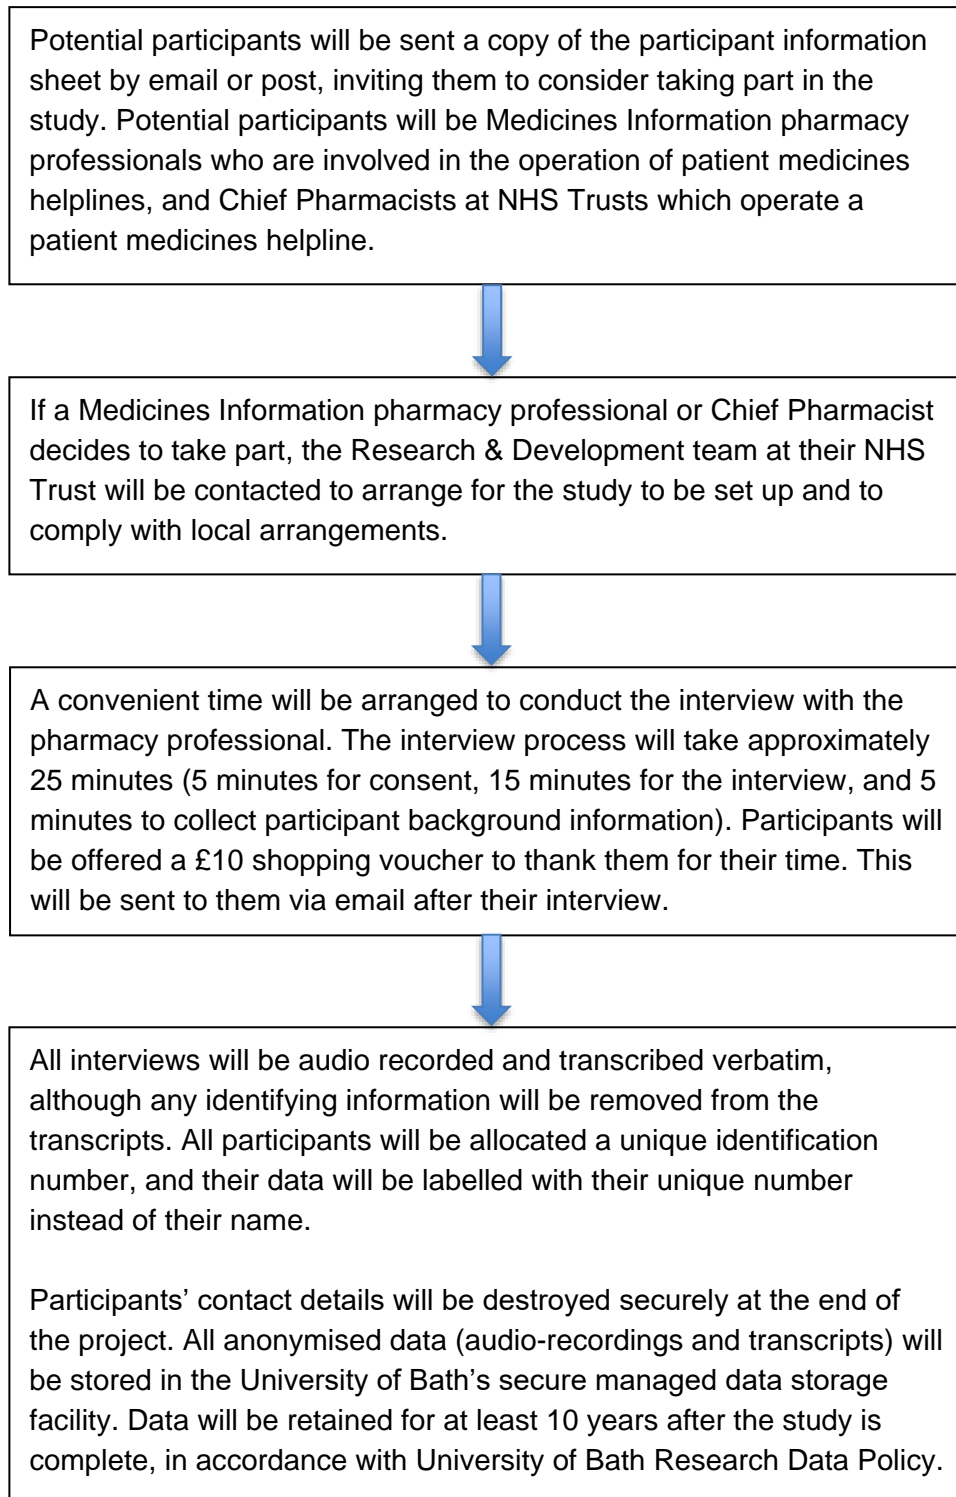 Potential participants will be sent a copy of the participant information
sheet by email or post, inviting them to consider taking part in the
study. Potential participants will be Medicines Information pharmacy
professionals who are involved in the operation of patient medicines
helplines, and Chief Pharmacists at NHS Trusts which operate a
patient medicines helpline.
If a Medicines Information pharmacy professional or Chief Pharmacist
decides to take part, the Research & Development team at their NHS
Trust will be contacted to arrange for the study to be set up and to
comply with local arrangements.
A convenient time will be arranged to conduct the interview with the
pharmacy professional. The interview process will take approximately
25 minutes (5 minutes for consent, 15 minutes for the interview, and 5
minutes to collect participant background information). Participants will
be offered a £10 shopping voucher to thank them for their time. This
will be sent to them via email after their interview.
All interviews will be audio recorded and transcribed verbatim,
although any identifying information will be removed from the
transcripts. All participants will be allocated a unique identification
number, and their data will be labelled with their unique number
instead of their name.
Participants’ contact details will be destroyed securely at the end of
the project. All anonymised data (audio-recordings and transcripts) will
be stored in the University of Bath’s secure managed data storage
facility. Data will be retained for at least 10 years after the study is
complete, in accordance with University of Bath Research Data Policy.